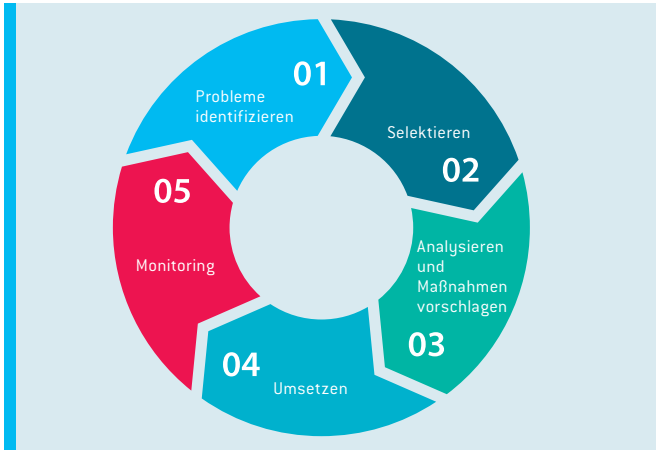 01
Probleme
identifizieren
Selektieren
02
Analysieren
und
Maßnahmen
vorschlagen
03
04
Umsetzen
05
Monitoring